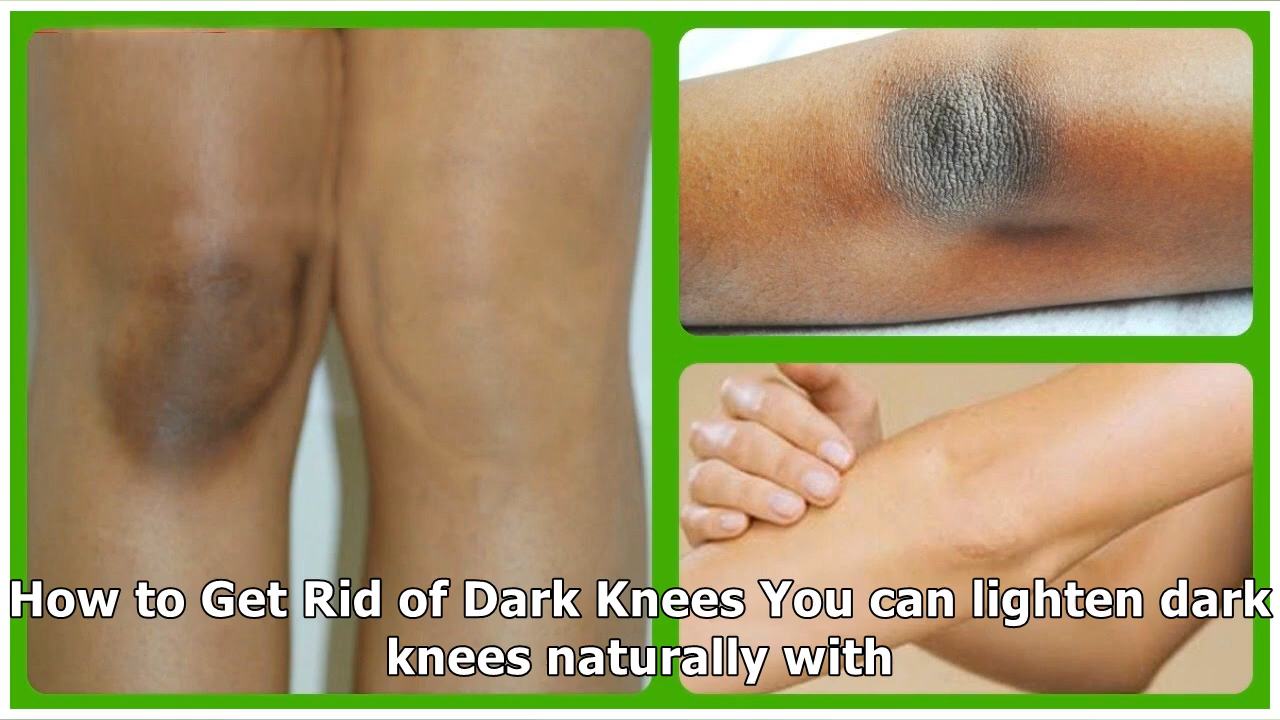 How to Get Rid of Dark Knees You can lighten dark
knees naturally with